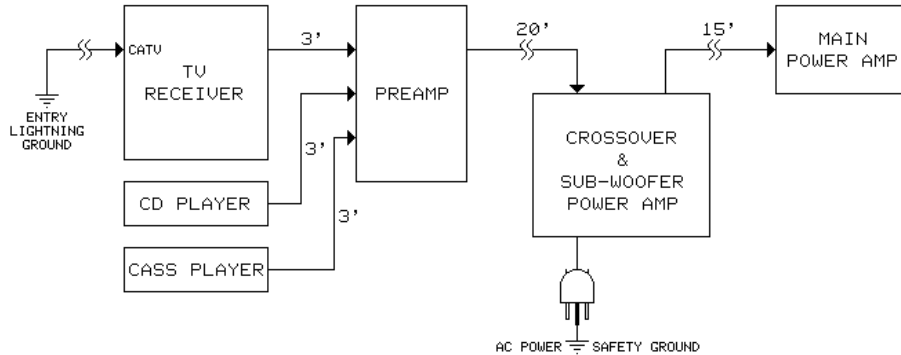 CATV
TV
RECEIVER
3'
PREAMP
20'
15'
MAIN
POWER AMP
ENTRY
LIGHTNING
GROUND
3'
CD PLAYER
3'
CASS PLAYER
CROSSOVER
&
SUB-WOOFER
POWER AMP
AC POWER
SAFETY GROUND